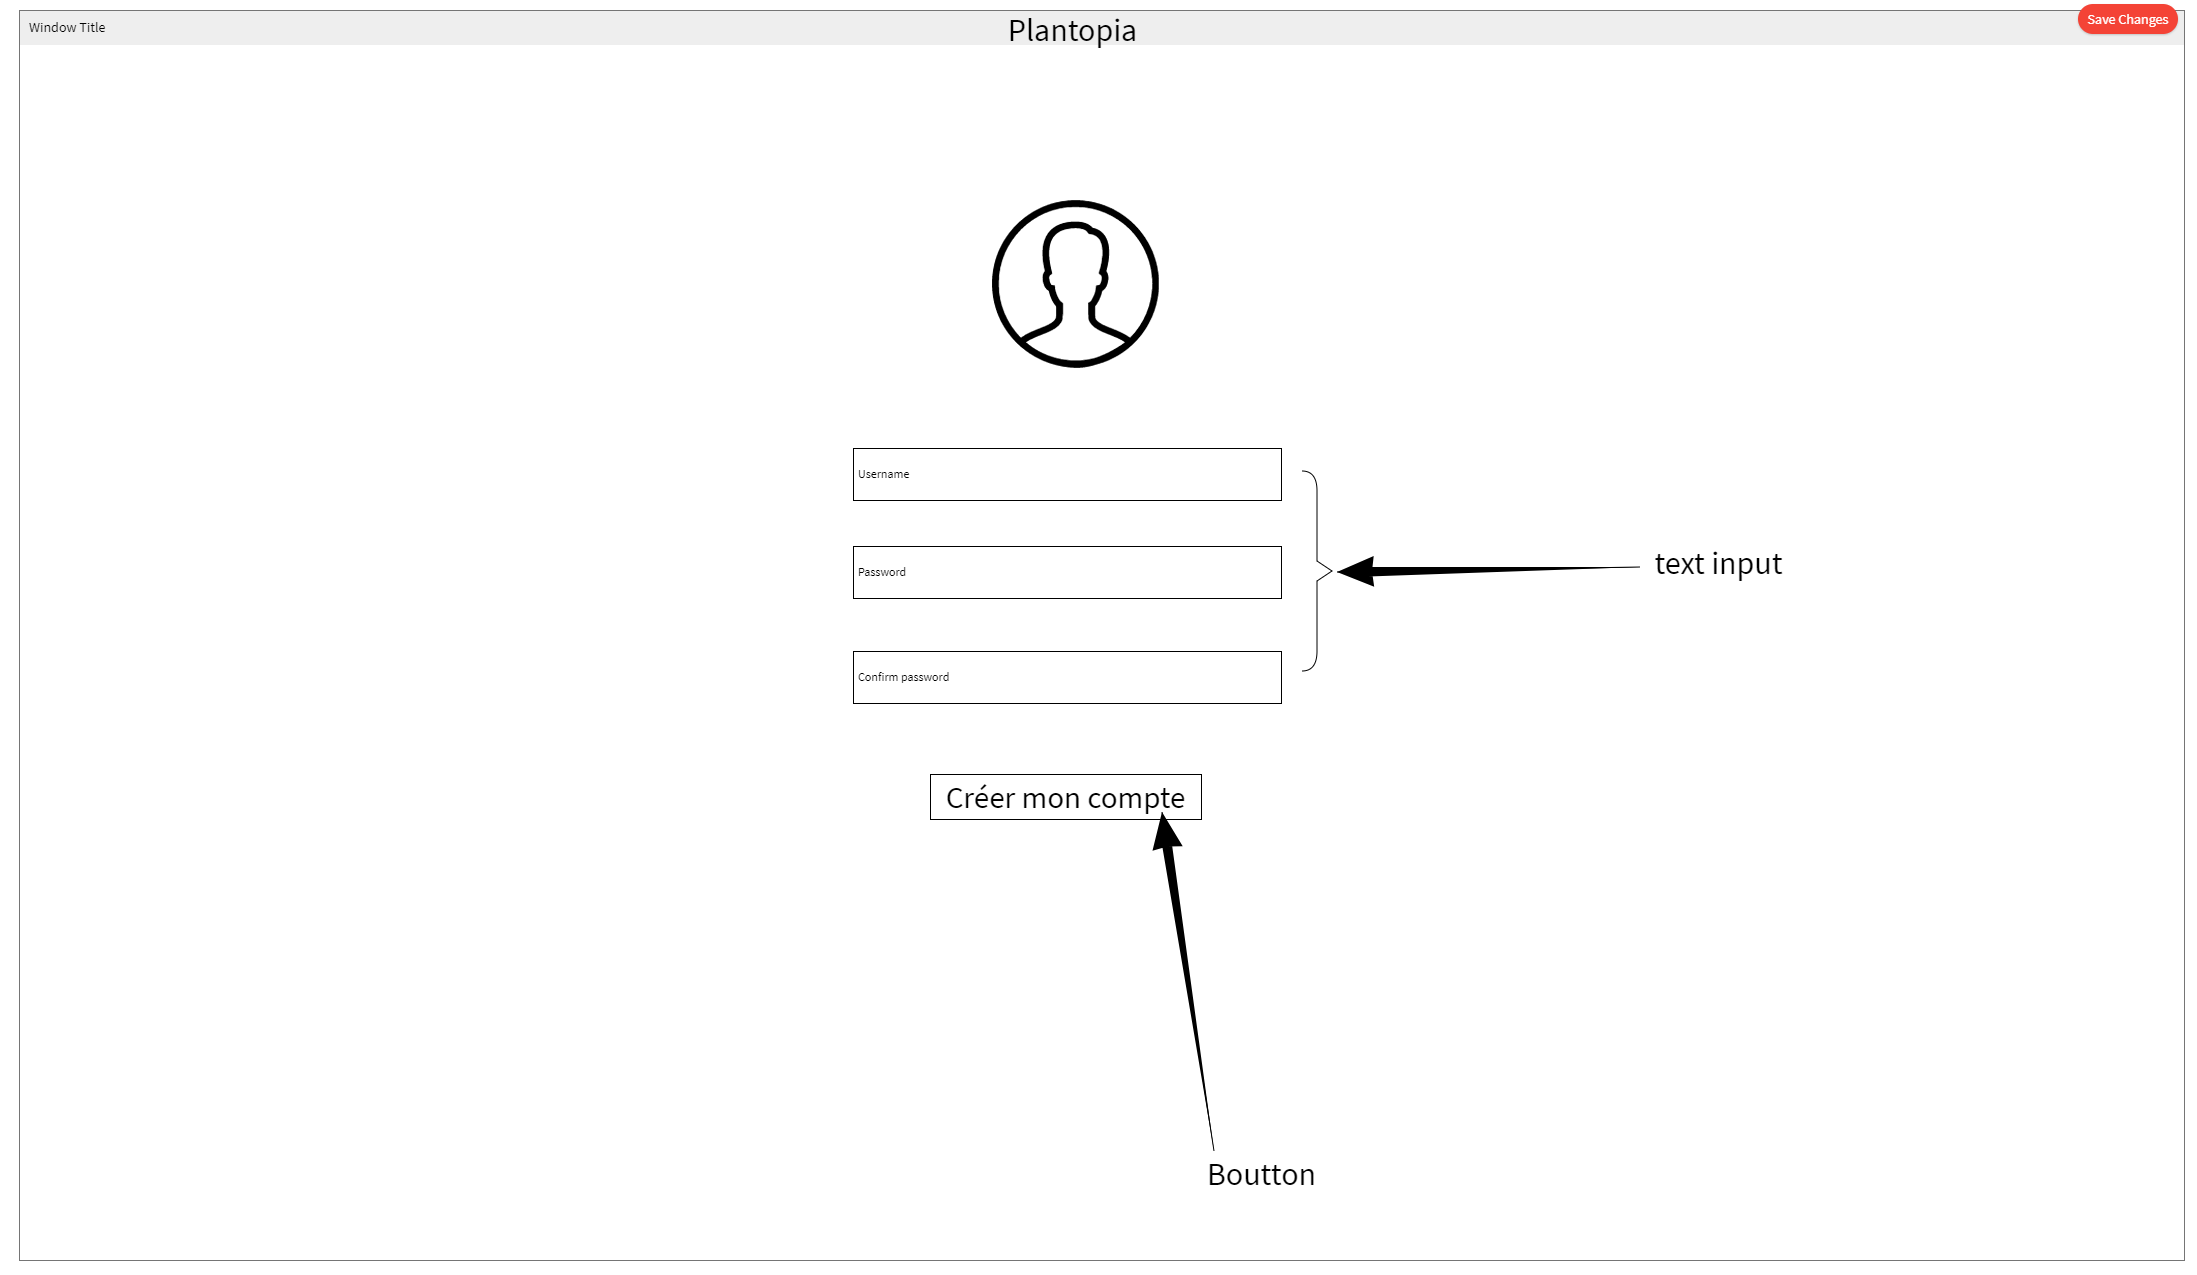 Window Title
Plantopia
Save Changes
Username
Password
text input
Confirm password
Créer mon compte
Boutton